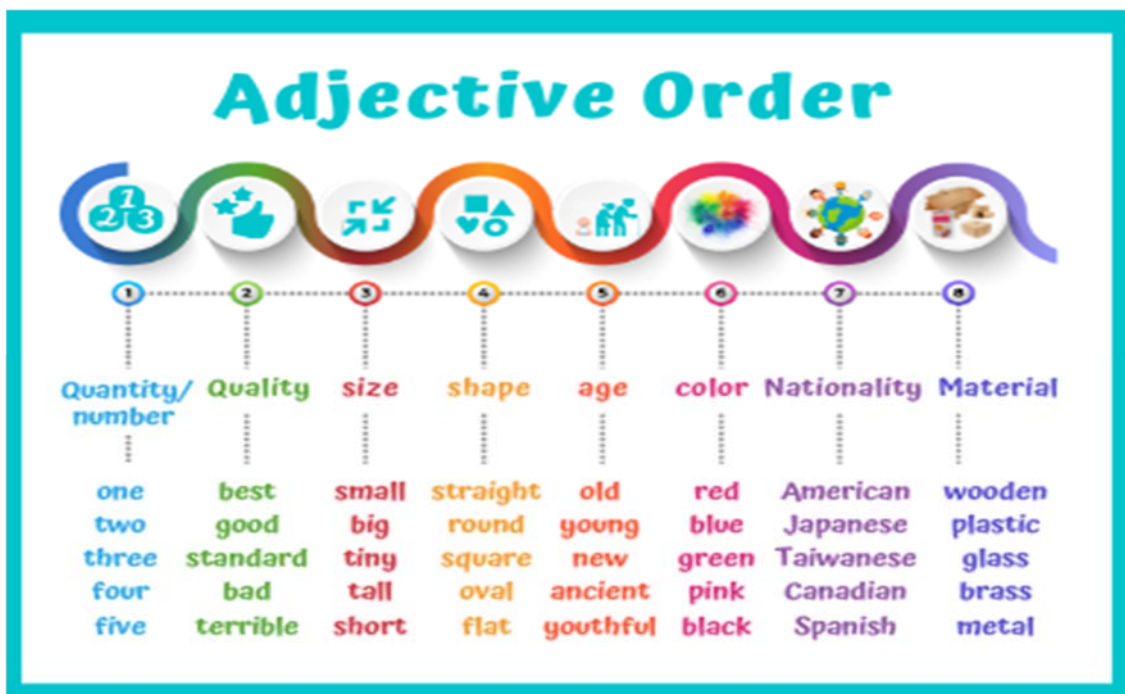 Adjective Order
1 2 3
1 2 3 4 5 6 7 8
Quantity/ Quality size shape age color Nationality Material
number
one best small straight old red American wooden
two good big round young blue Japanese plastic
three standard tiny square new green Taiwanese glass
four bad tall oval ancient pink Canadian brass
five terrible short flat youthful black Spanish metal